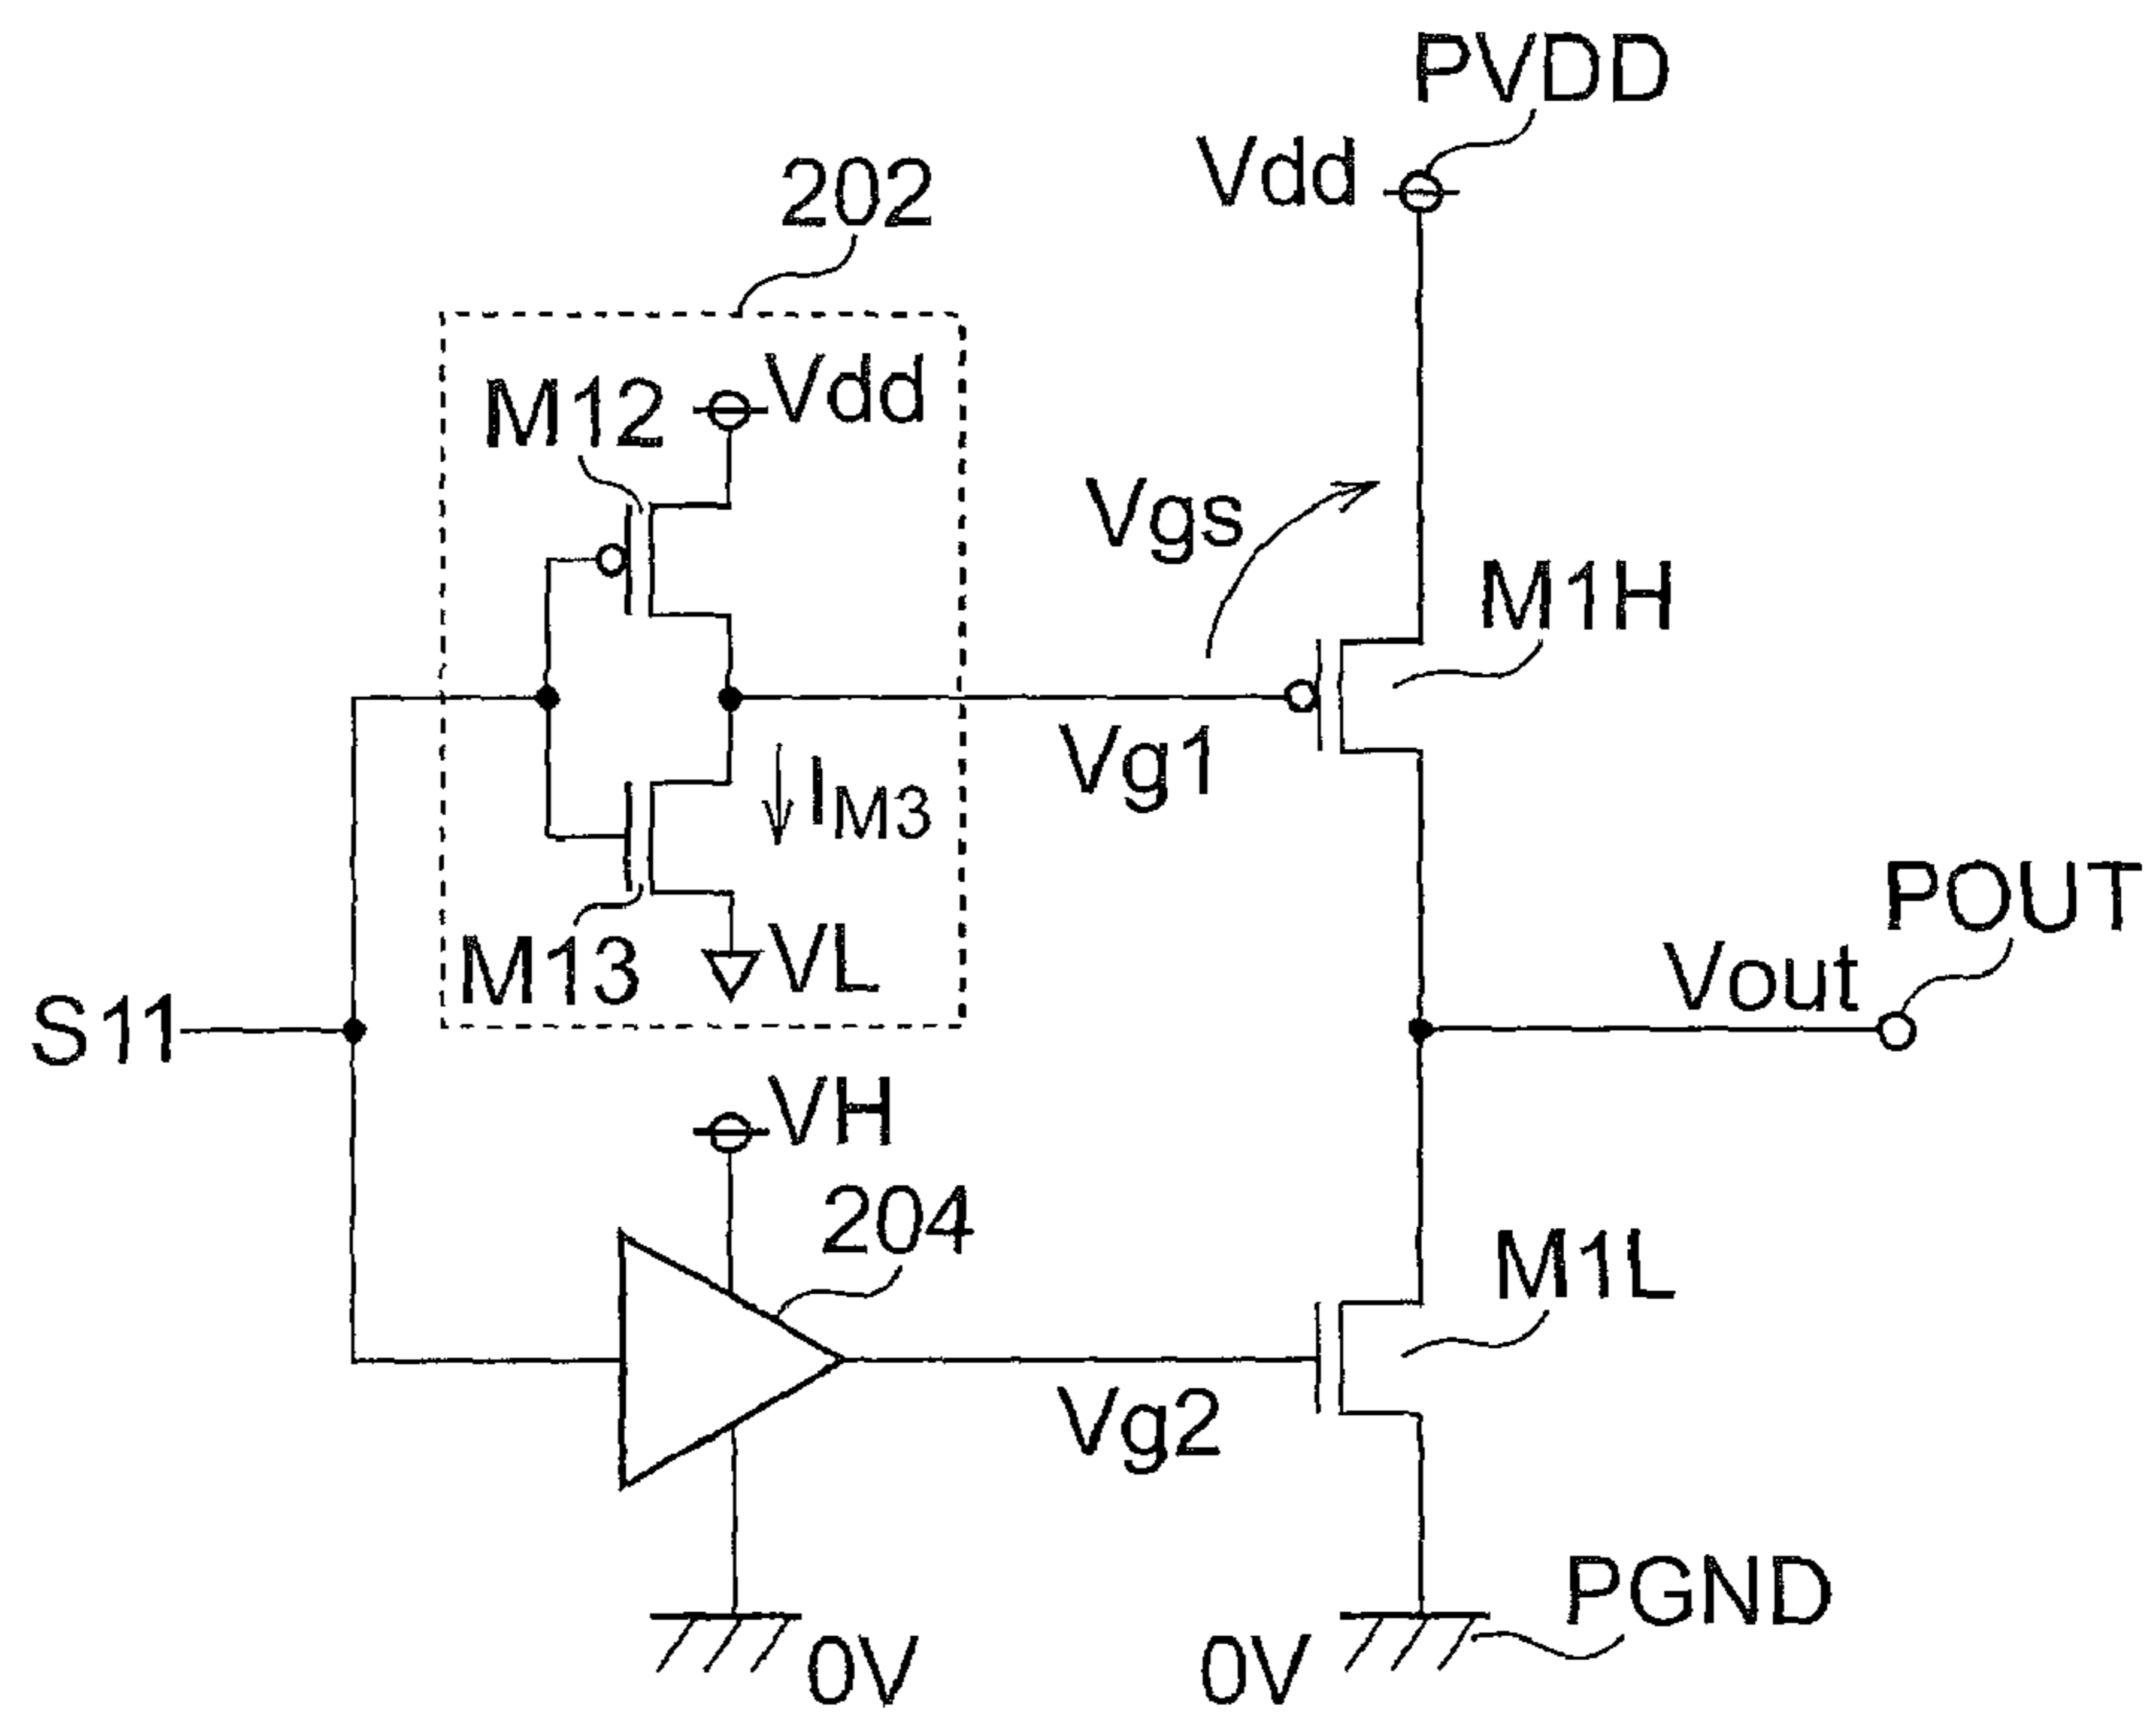 PVDD
Vdd
202
Vdd
M12
Vgs
M1H
Vg1
IM3
POUT
Vout
M13
VL
S11
VH
204
M1L
Vg2
PGND
0V
0V